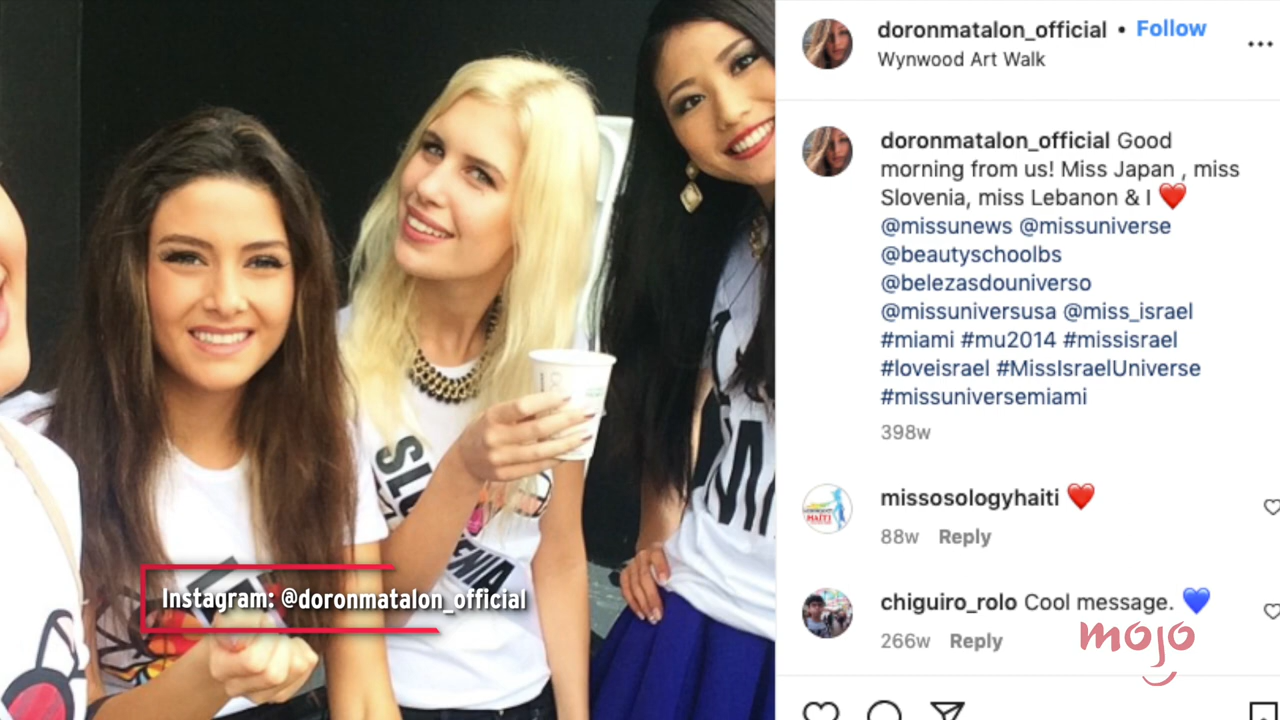 doronmatalon_official • Follow
Wynwood Art Walk
doronmatalon_official Good
morning from us! Miss Japan , miss
Slovenia, miss Lebanon & I ❤️
@missunews @missuniverse
@beautyschoolbs
@belezasdouniverso
@missuniversusa @miss_israel
#miami #mu2014 #missisrael
#loveisrael #MissIsraelUniverse
#missuniversemiami
398w
missosologyhaiti ❤️
88w Reply
chiguiro_rolo Cool message. 💙
266w Reply
mojo
Instagram: @doronmatalon_official